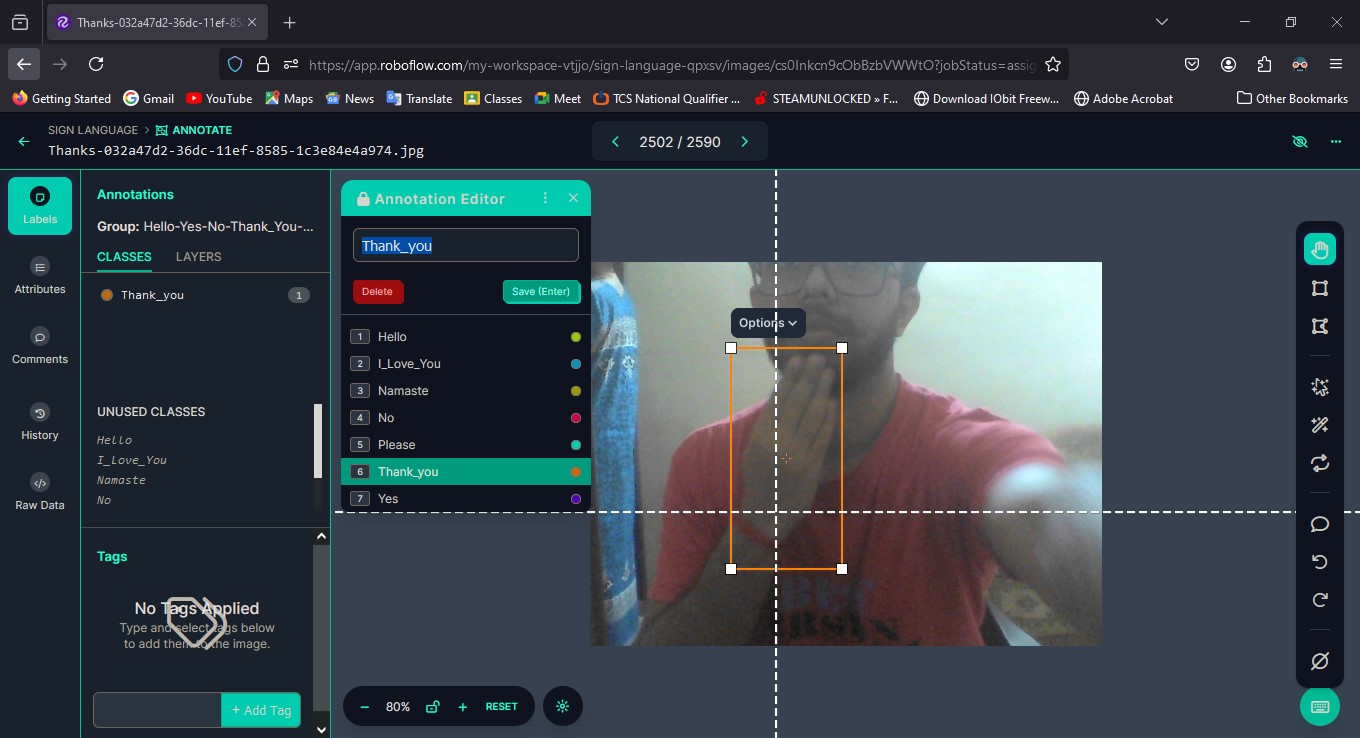 Thanks-032a47d2-36dc-11ef-85
https://app.roboflow.com/my-workspace-vtjjo/sign-language-qpxsv/images/cs0Inkcn9cObBzbVWWtO?jobStatus=assig
Getting Started Gmail YouTube Maps News Translate Classes Meet TCS National Qualifier ... STEAMUNLOCKED » F... Download IObit Freew... Adobe Acrobat Other Bookmarks
SIGN LANGUAGE > ANNOTATE
Thanks-032a47d2-36dc-11ef-8585-1c3e84e4a974.jpg
2502 / 2590
Labels
Attributes
Comments
History
Raw Data
Annotations
Group: Hello-Yes-No-Thank_You-...
CLASSES LAYERS
Thank_you 1
UNUSED CLASSES
Hello
I_Love_You
Namaste
No
Tags
No Tags Applied
Type and select tags below
to add them to the image.
+ Add Tag
Annotation Editor
Thank_you
Delete Save (Enter)
1 Hello
2 I_Love_You
3 Namaste
4 No
5 Please
6 Thank_you
7 Yes
Options
80% RESET